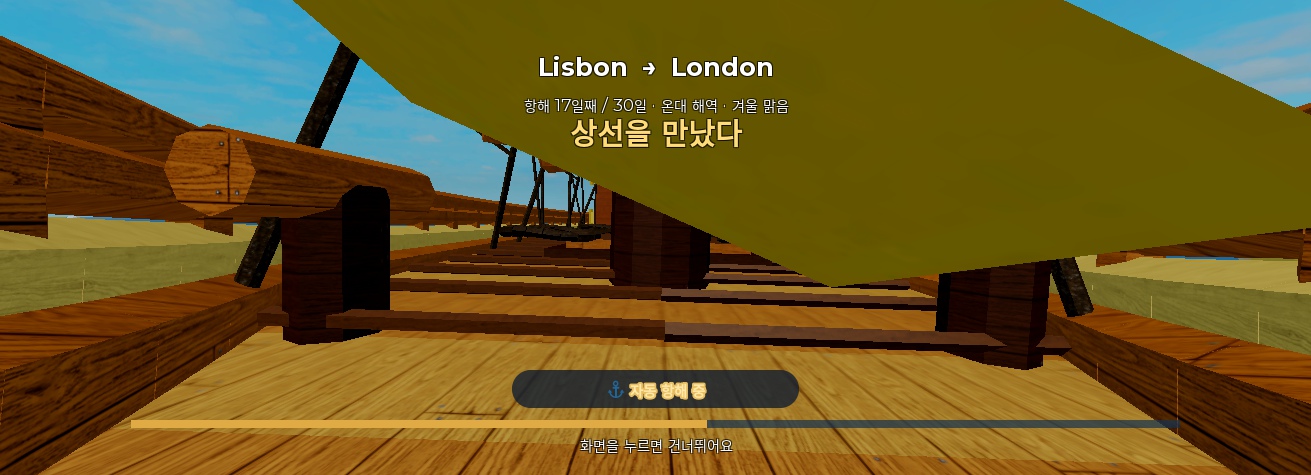 Lisbon → London
항해 17일째 / 30일 · 온대 해역 · 겨울 맑음
상선을 만났다
⚓ 자동 항해 중
화면을 누르면 건너뛰어요